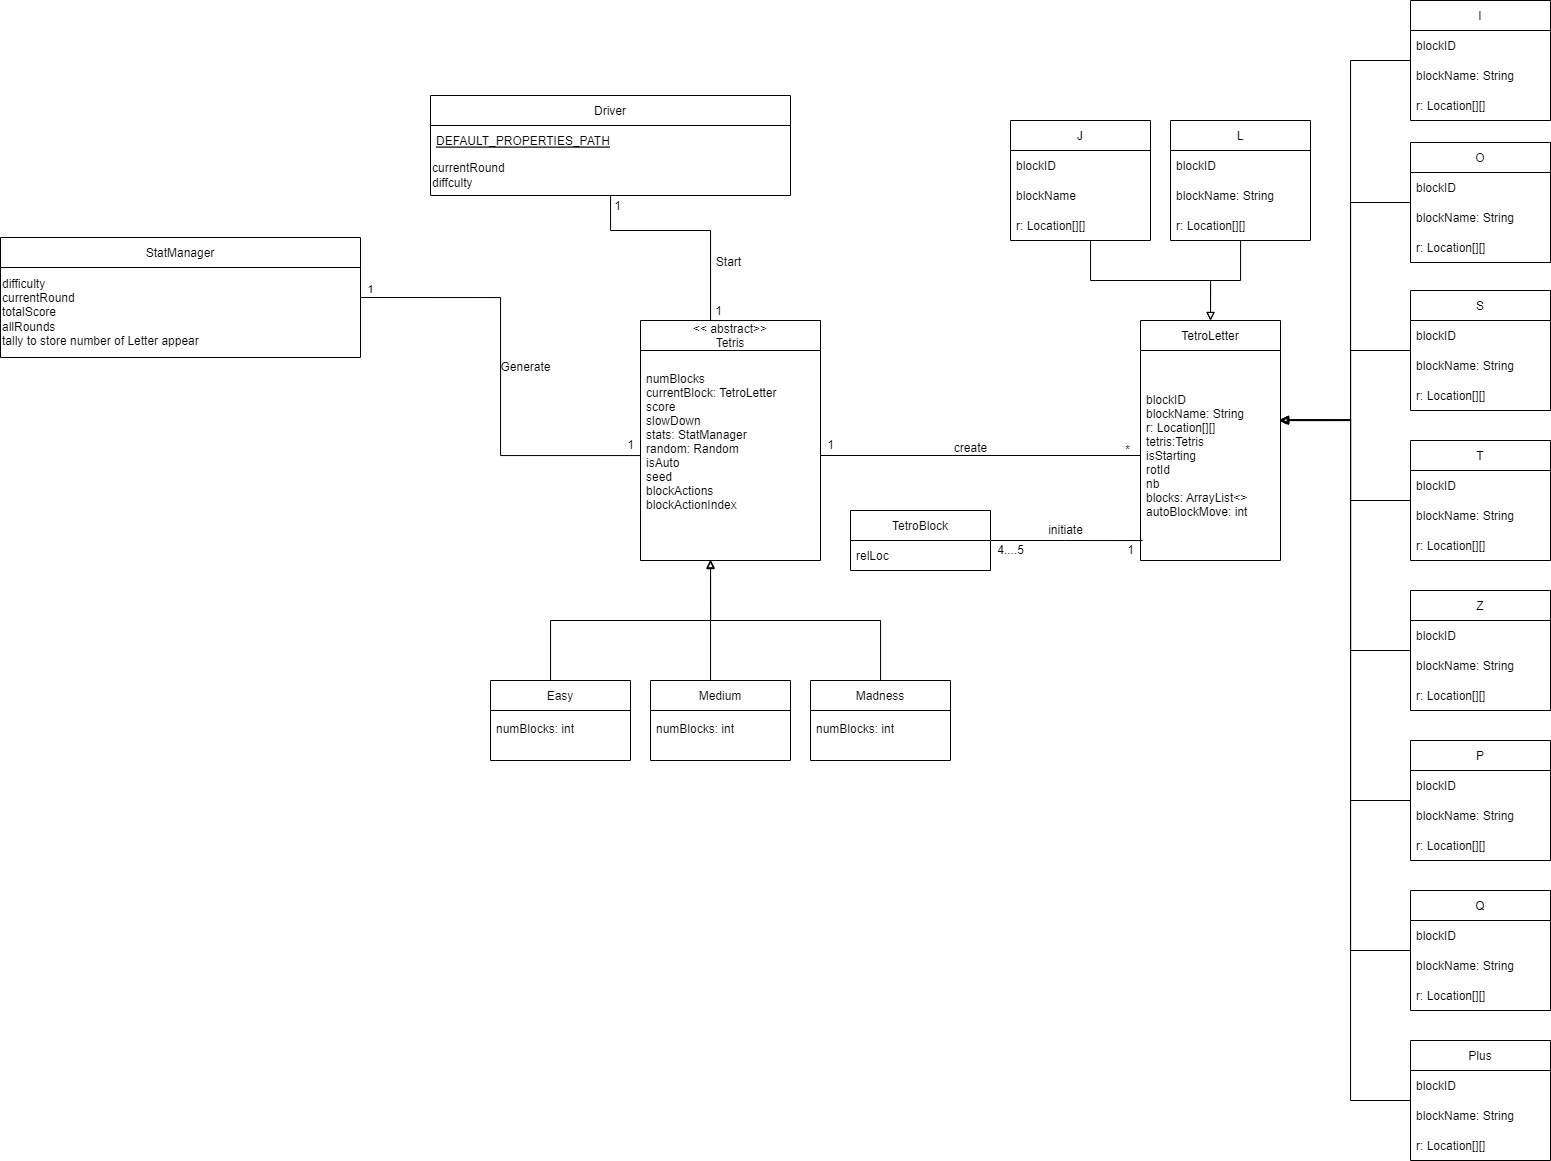 Driver
DEFAULT_PROPERTIES_PATH
currentRound
diffculty
1
Start
1
StatManager
difficulty
currentRound
totalScore
allRounds
tally to store number of Letter appear
1
Generate
1
<< abstract>>
Tetris
numBlocks
currentBlock: TetroLetter
score
slowDown
stats: StatManager
random: Random
isAuto
seed
blockActions
blockActionIndex
1
create
*
TetroBlock
relLoc
4....5
initiate
1
Easy
numBlocks: int
Medium
numBlocks: int
Madness
numBlocks: int
J
blockID
blockName
r: Location[][]
L
blockID
blockName: String
r: Location[][]
TetroLetter
blockID
blockName: String
r: Location[][]
tetris:Tetris
isStarting
rotId
nb
blocks: ArrayList<>
autoBlockMove: int
I
blockID
blockName: String
r: Location[][]
O
blockID
blockName: String
r: Location[][]
S
blockID
blockName: String
r: Location[][]
T
blockID
blockName: String
r: Location[][]
Z
blockID
blockName: String
r: Location[][]
P
blockID
blockName: String
r: Location[][]
Q
blockID
blockName: String
r: Location[][]
Plus
blockID
blockName: String
r: Location[][]